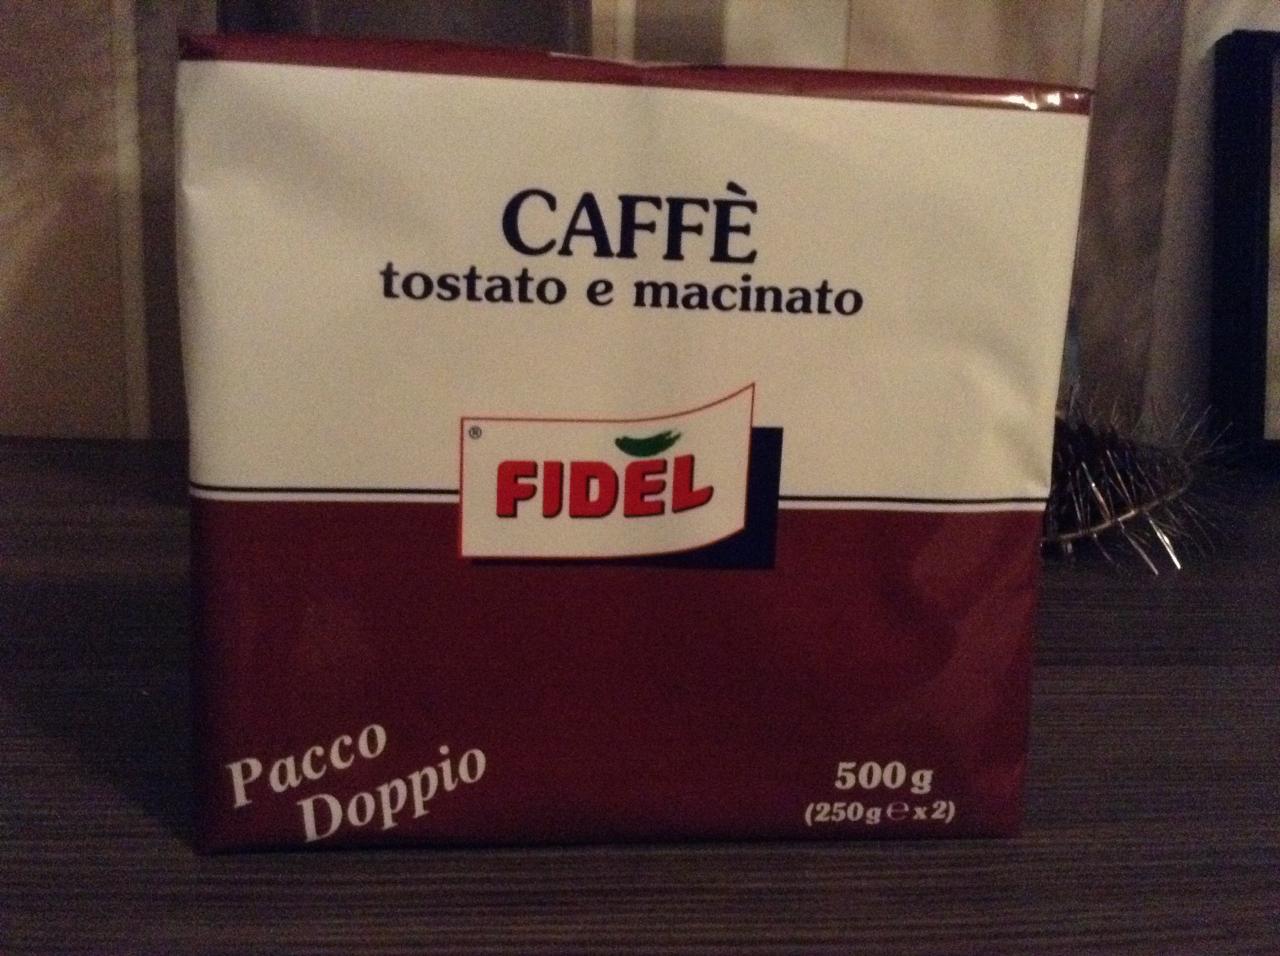 CAFFÈ
tostato e macinato
®
FIDEL
Pacco
Doppio
500g
(250g ℮ x2)